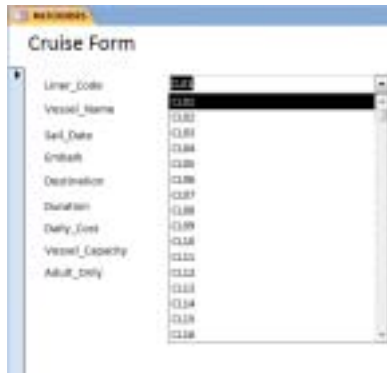 Cruise Form
Liner_Code
CL01
CL01
Vessel_Name
CL02
CL03
Sail_Date
CL04
Embark
CL05
CL06
Destination
CL07
Duration
CL08
CL09
Daily_Cost
CL10
Vessel_Capacity
CL11
Adult_Only
CL12
CL13
CL14
CL15
CL16